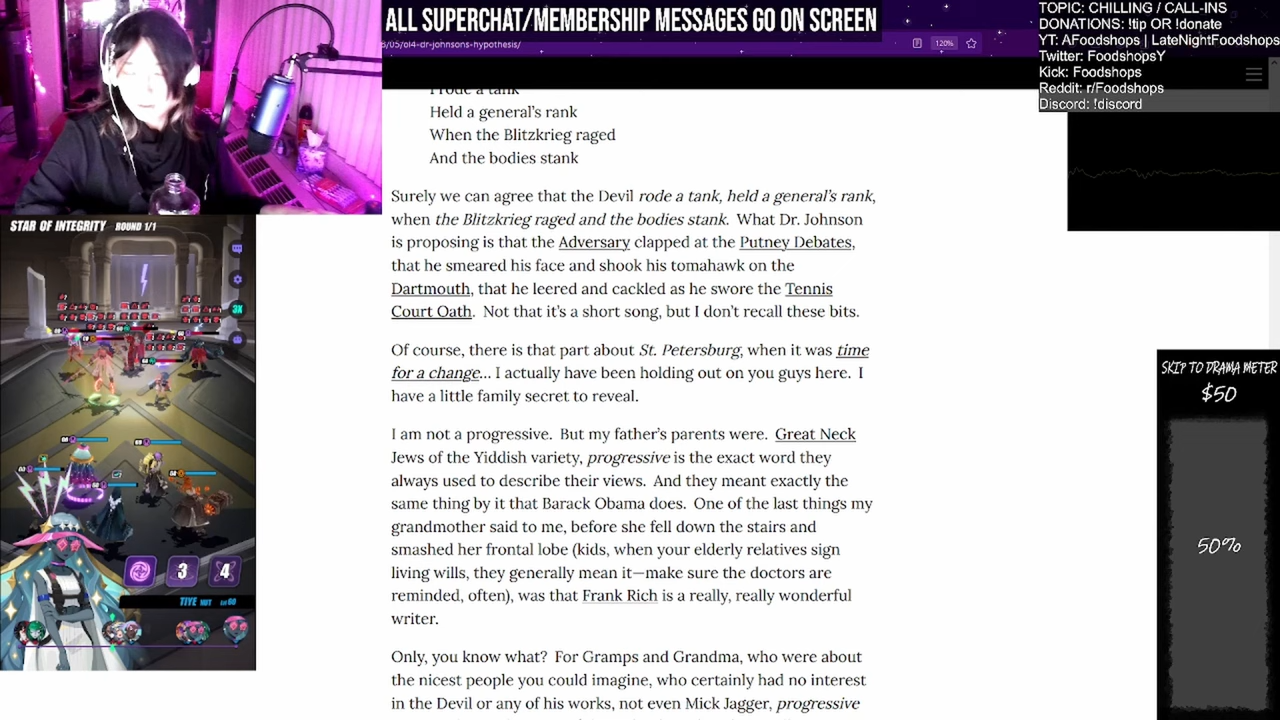 ALL SUPERCHAT/MEMBERSHIP MESSAGES GO ON SCREEN
/05/ol4-dr-johnsons-hypothesis/
120%
TOPIC: CHILLING / CALL-INS
DONATIONS: !tip OR !donate
YT: AFoodshops | LateNightFoodshops
Twitter: FoodshopsY
Kick: Foodshops
Reddit: r/Foodshops
Discord: !discord
I rode a tank
Held a general's rank
When the Blitzkrieg raged
And the bodies stank
Surely we can agree that the Devil rode a tank, held a general's rank,
when the Blitzkrieg raged and the bodies stank. What Dr. Johnson
is proposing is that the Adversary clapped at the Putney Debates,
that he smeared his face and shook his tomahawk on the
Dartmouth, that he leered and cackled as he swore the Tennis
Court Oath. Not that it's a short song, but I don't recall these bits.
Of course, there is that part about St. Petersburg, when it was time
for a change... I actually have been holding out on you guys here. I
have a little family secret to reveal.
I am not a progressive. But my father's parents were. Great Neck
Jews of the Yiddish variety, progressive is the exact word they
always used to describe their views. And they meant exactly the
same thing by it that Barack Obama does. One of the last things my
grandmother said to me, before she fell down the stairs and
smashed her frontal lobe (kids, when your elderly relatives sign
living wills, they generally mean it—make sure the doctors are
reminded, often), was that Frank Rich is a really, really wonderful
writer.
Only, you know what? For Gramps and Grandma, who were about
the nicest people you could imagine, who certainly had no interest
in the Devil or any of his works, not even Mick Jagger, progressive
STAR OF INTEGRITY ROUND 1/1
3X
3
4
TIYE NUT Lvl 60
SKIP TO DRAMA METER
$50
50%